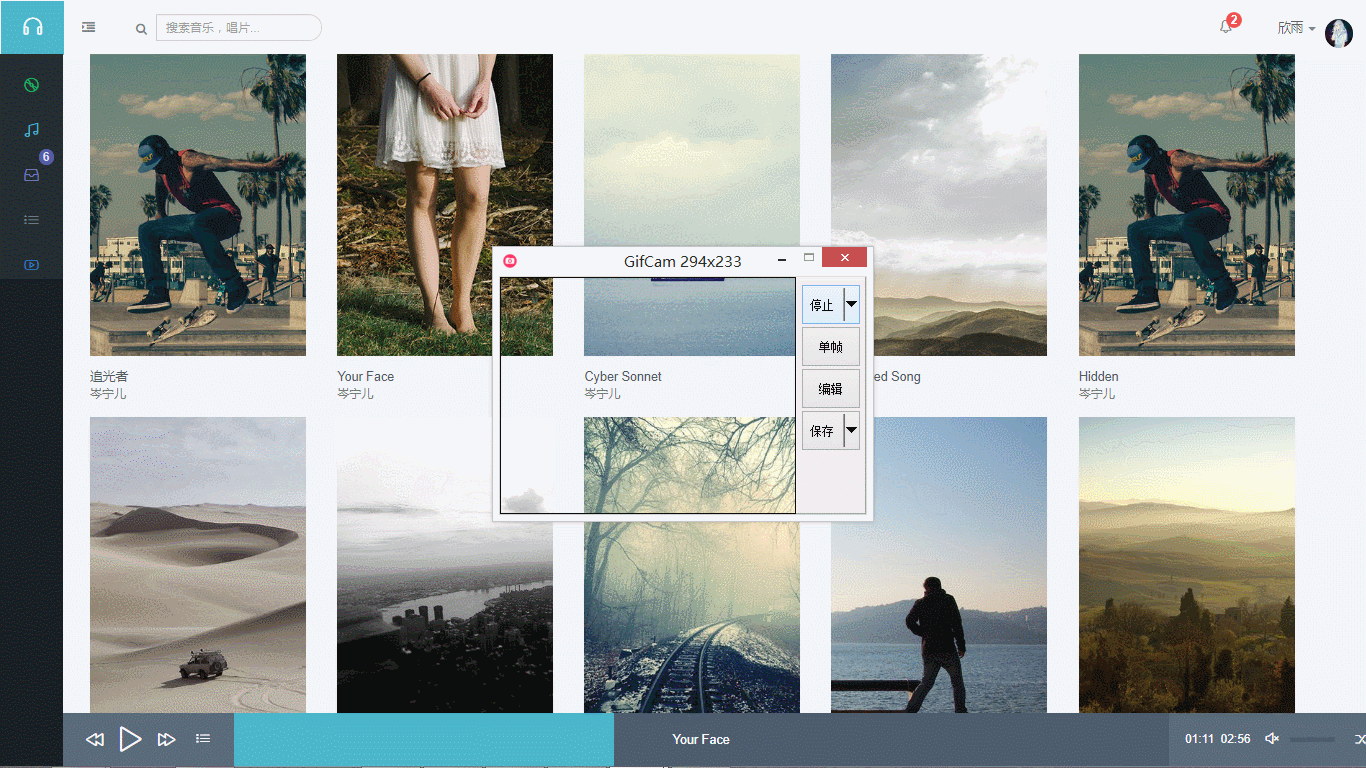 搜索音乐，唱片...
2
欣雨
6
GifCam 294x233
停止
单帧
编辑
保存
追光者
岑宁儿
Your Face
岑宁儿
Cyber Sonnet
岑宁儿
ed Song
Hidden
岑宁儿
Your Face
01:11 02:56